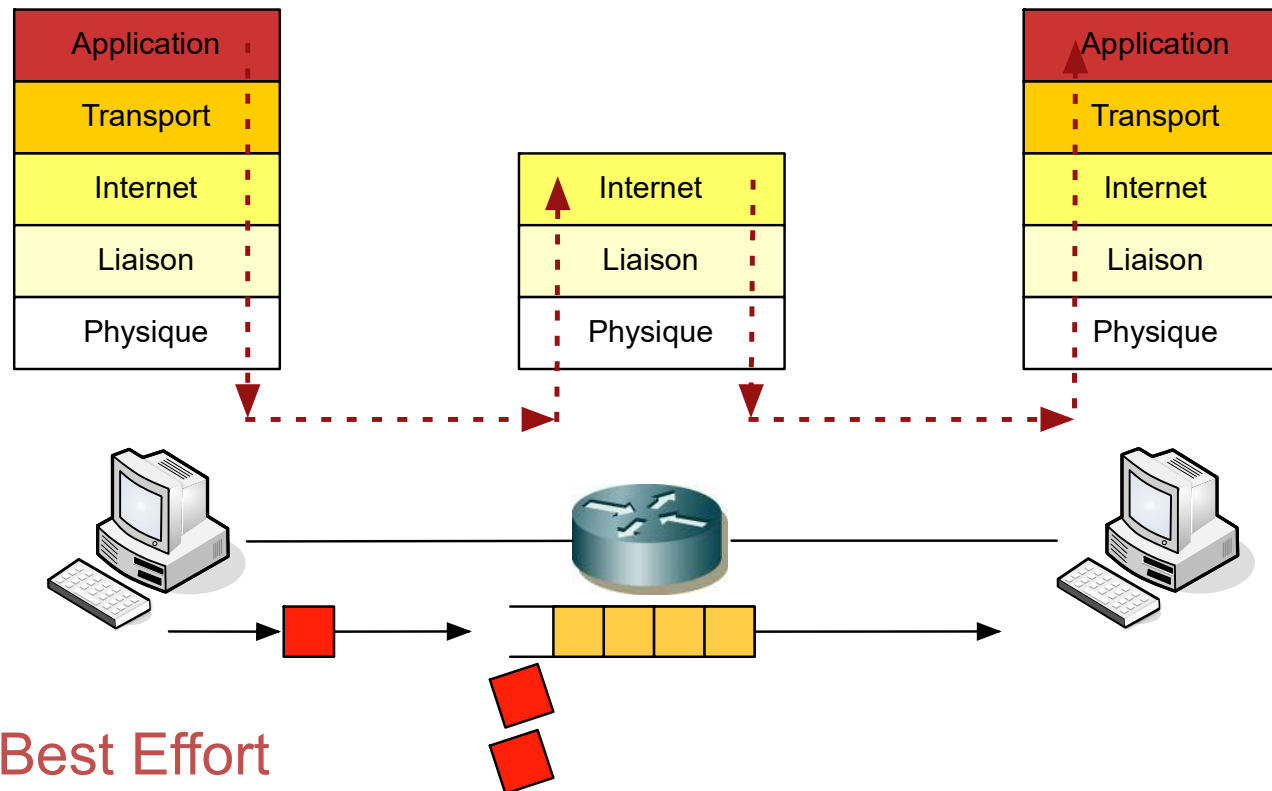 Application
Transport
Internet
Liaison
Physique
Internet
Liaison
Physique
Application
Transport
Internet
Liaison
Physique
Best Effort